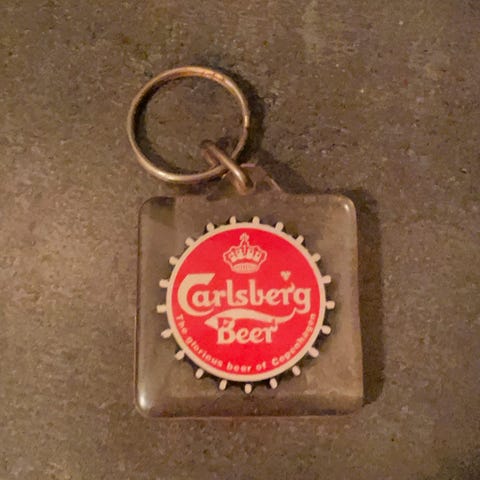 Carlsberg
Beer
The glorious beer of Copenhagen